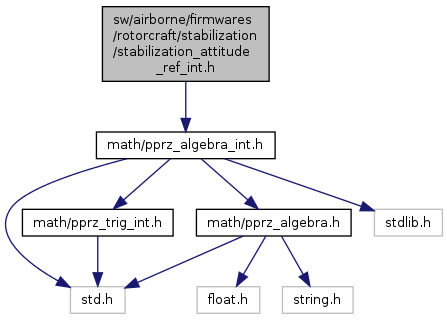 sw/airborne/firmwares
/rotorcraft/stabilization
/stabilization_attitude
_ref_int.h
math/pprz_algebra_int.h
math/pprz_trig_int.h
math/pprz_algebra.h
stdlib.h
std.h
float.h
string.h